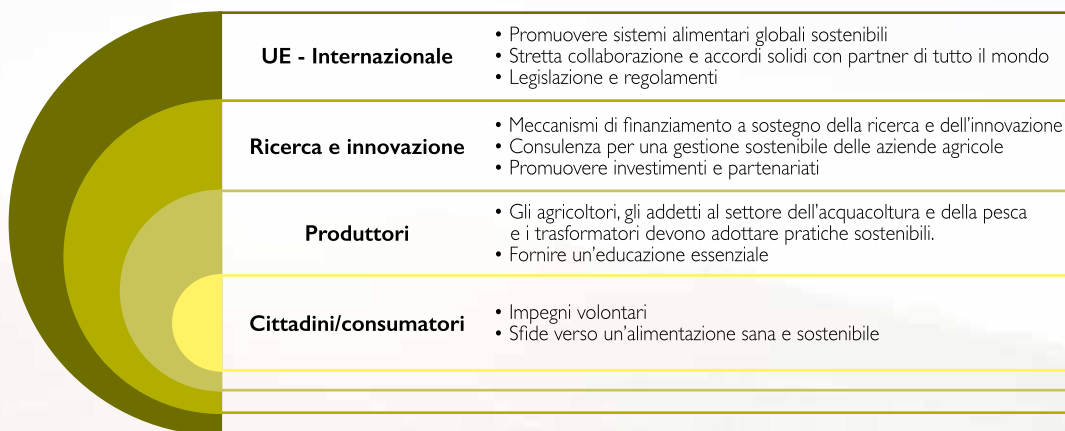 UE - Internazionale
• Promuovere sistemi alimentari globali sostenibili
• Stretta collaborazione e accordi solidi con partner di tutto il mondo
• Legislazione e regolamenti
Ricerca e innovazione
• Meccanismi di finanziamento a sostegno della ricerca e dell'innovazione
• Consulenza per una gestione sostenibile delle aziende agricole
• Promuovere investimenti e partenariati
Produttori
• Gli agricoltori, gli addetti al settore dell'acquacoltura e della pesca
e i trasformatori devono adottare pratiche sostenibili.
• Fornire un'educazione essenziale
Cittadini/consumatori
• Impegni volontari
• Sfide verso un'alimentazione sana e sostenibile